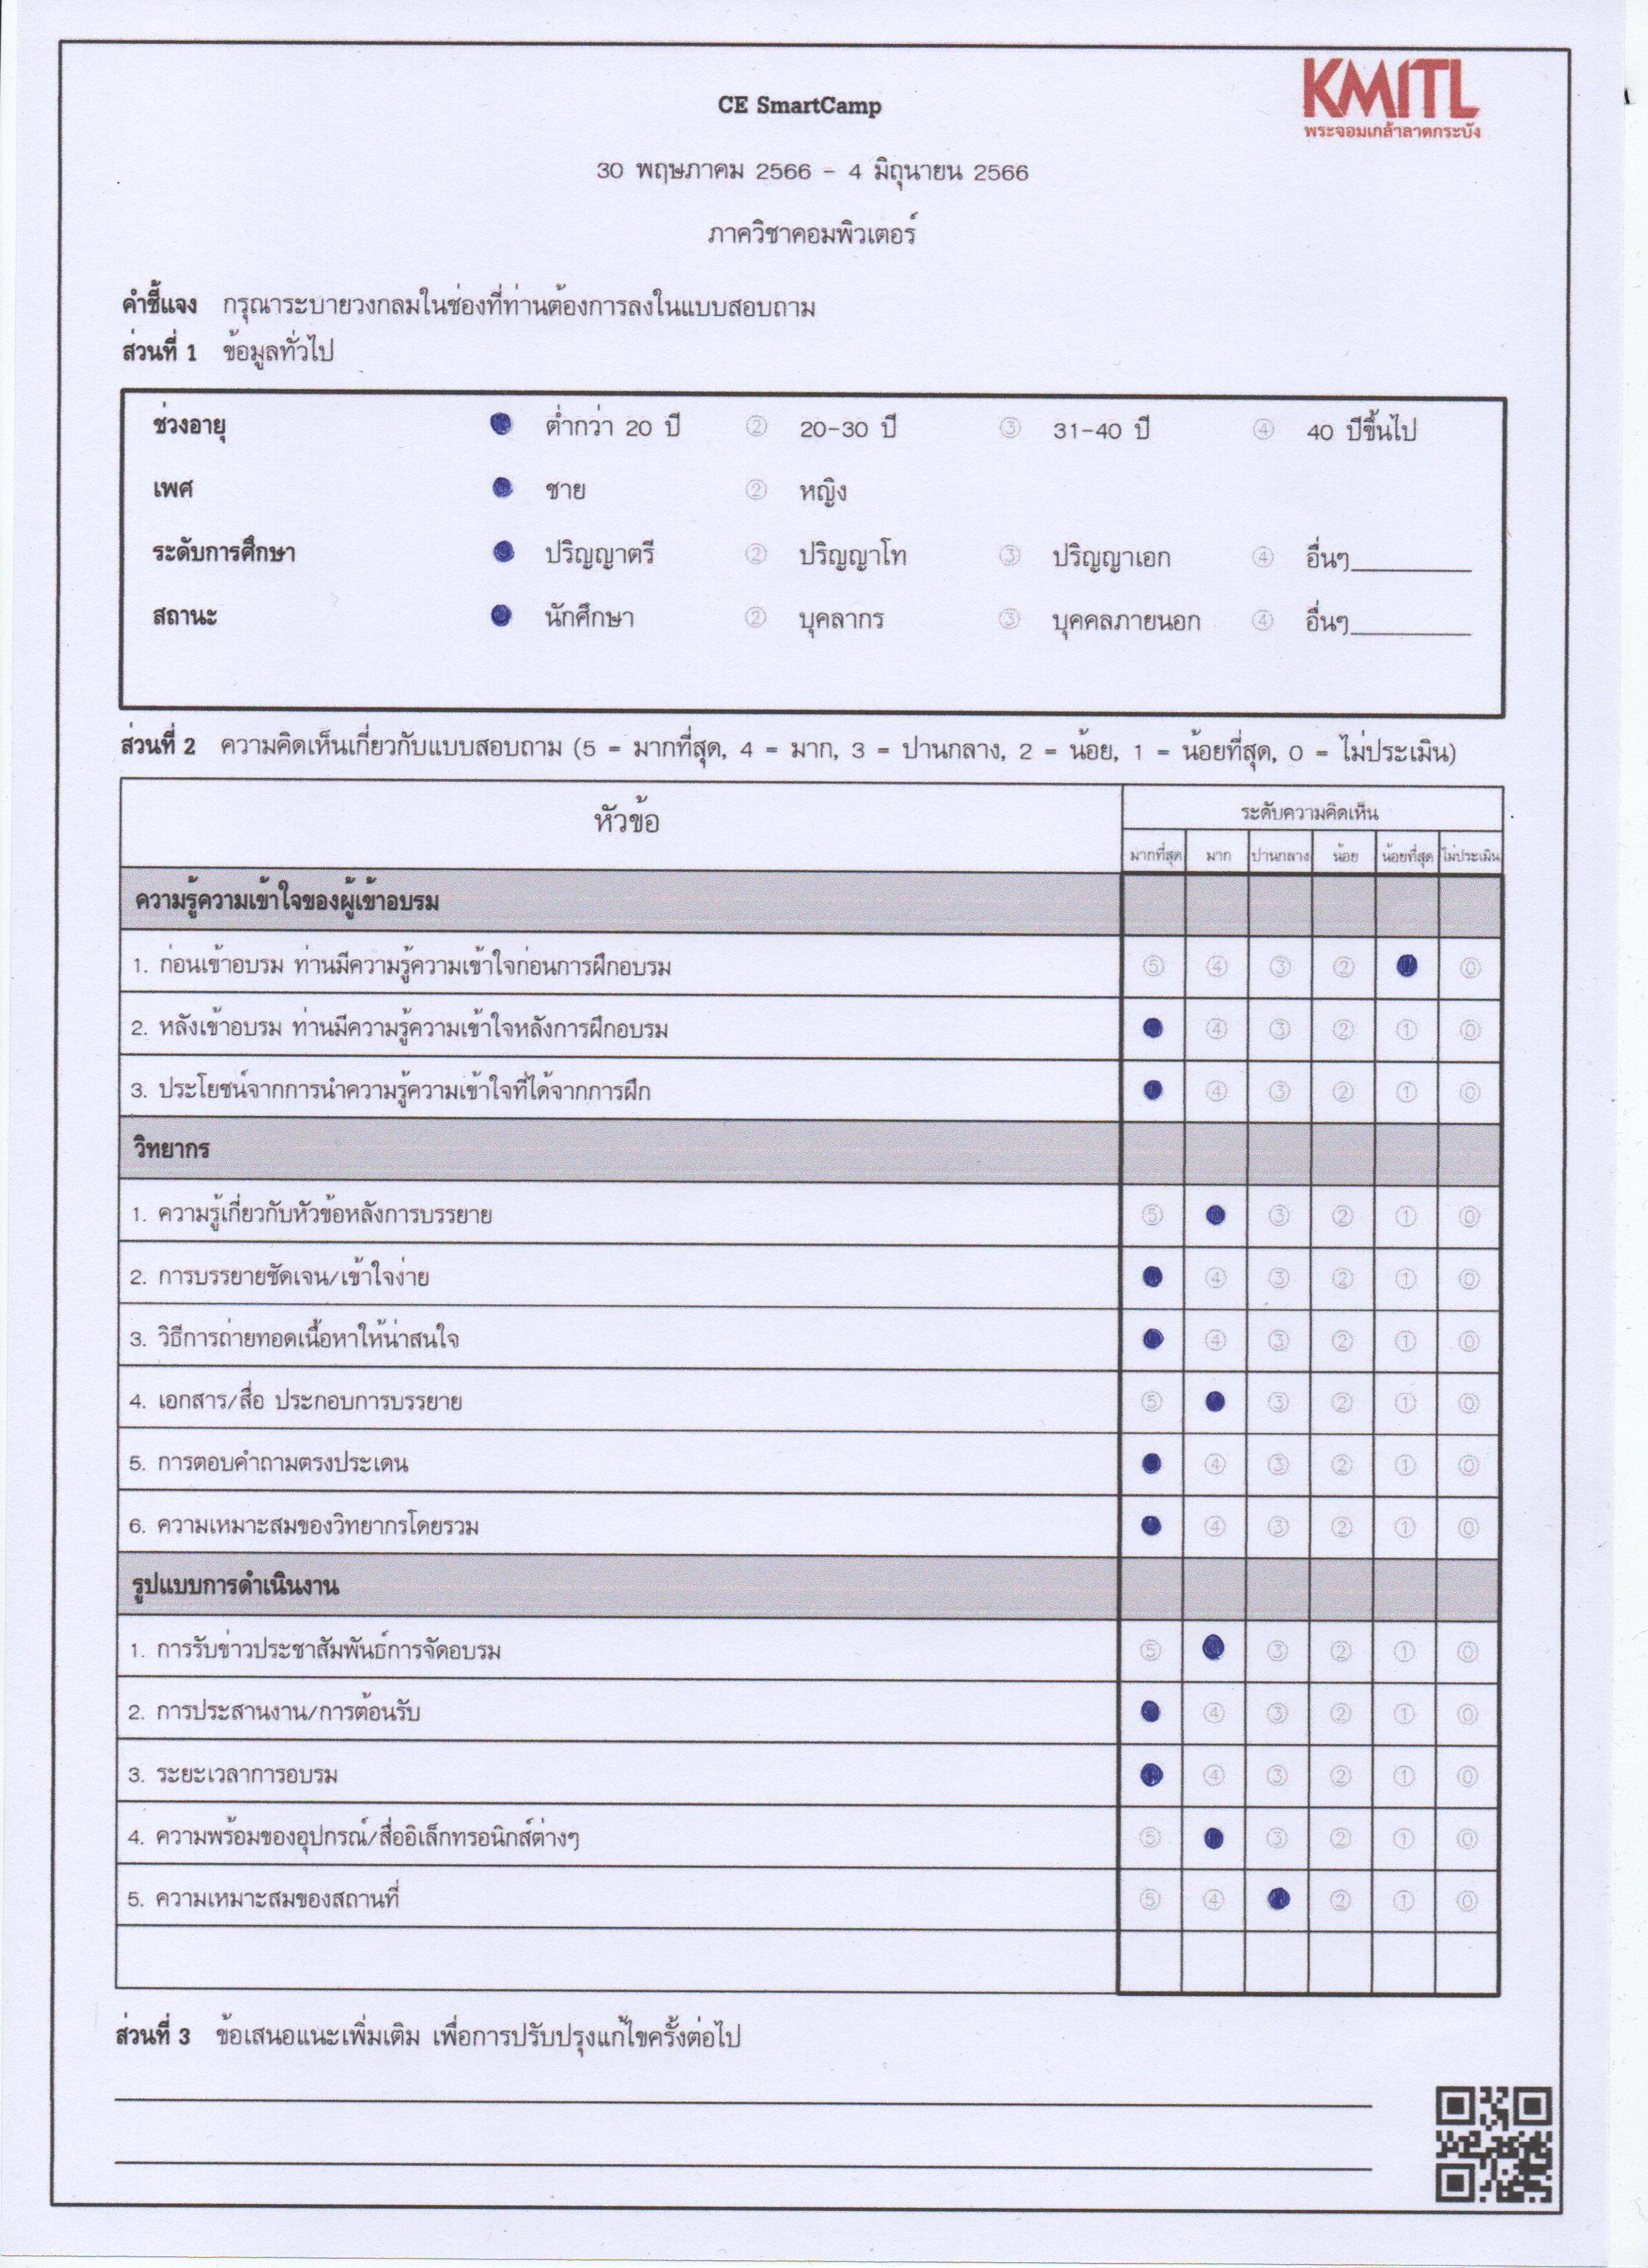 KMITL
พระจอมเกล้าลาดกระบัง
CE SmartCamp
30 พฤษภาคม 2566 - 4 มิถุนายน 2566
ภาควิชาคอมพิวเตอร์
คำชี้แจง กรุณาระบายวงกลมในช่องที่ท่านต้องการลงในแบบสอบถาม
ส่วนที่ 1 ข้อมูลทั่วไป
ช่วงอายุ ต่ำกว่า 20 ปี ② 20-30 ปี ③ 31-40 ปี ④ 40 ปีขึ้นไป
เพศ ชาย ② หญิง
ระดับการศึกษา ปริญญาตรี ② ปริญญาโท ③ ปริญญาเอก ④ อื่นๆ
สถานะ นักศึกษา ② บุคลากร ③ บุคคลภายนอก ④ อื่นๆ
ส่วนที่ 2 ความคิดเห็นเกี่ยวกับแบบสอบถาม (5 = มากที่สุด, 4 = มาก, 3 = ปานกลาง, 2 = น้อย, 1 = น้อยที่สุด, 0 = ไม่ประเมิน)
หัวข้อ ระดับความคิดเห็น
มากที่สุด มาก ปานกลาง น้อย น้อยที่สุด ไม่ประเมิน
ความรู้ความเข้าใจของผู้เข้าอบรม
1. ก่อนเข้าอบรม ท่านมีความรู้ความเข้าใจก่อนการฝึกอบรม ⑤ ④ ③ ② ⓪
2. หลังเข้าอบรม ท่านมีความรู้ความเข้าใจหลังการฝึกอบรม ④ ③ ② ① ⓪
3. ประโยชน์จากการนำความรู้ความเข้าใจที่ได้จากการฝึก ④ ③ ② ① ⓪
วิทยากร
1. ความรู้เกี่ยวกับหัวข้อหลังการบรรยาย ⑤ ③ ② ① ⓪
2. การบรรยายชัดเจน/เข้าใจง่าย ④ ③ ② ① ⓪
3. วิธีการถ่ายทอดเนื้อหาให้น่าสนใจ ④ ③ ② ① ⓪
4. เอกสาร/สื่อ ประกอบการบรรยาย ⑤ ③ ② ① ⓪
5. การตอบคำถามตรงประเดน ④ ③ ② ① ⓪
6. ความเหมาะสมของวิทยากรโดยรวม ④ ③ ② ① ⓪
รูปแบบการดำเนินงาน
1. การรับข่าวประชาสัมพันธ์การจัดอบรม ⑤ ③ ② ① ⓪
2. การประสานงาน/การต้อนรับ ④ ③ ② ① ⓪
3. ระยะเวลาการอบรม ④ ③ ② ① ⓪
4. ความพร้อมของอุปกรณ์/สื่ออิเล็กทรอนิกส์ต่างๆ ⑤ ③ ② ① ⓪
5. ความเหมาะสมของสถานที่ ⑤ ④ ② ① ⓪
ส่วนที่ 3 ข้อเสนอแนะเพิ่มเติม เพื่อการปรับปรุงแก้ไขครั้งต่อไป